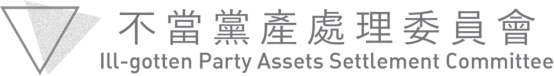 不當黨產處理委員會
Ill-gotten Party Assets Settlement Committee